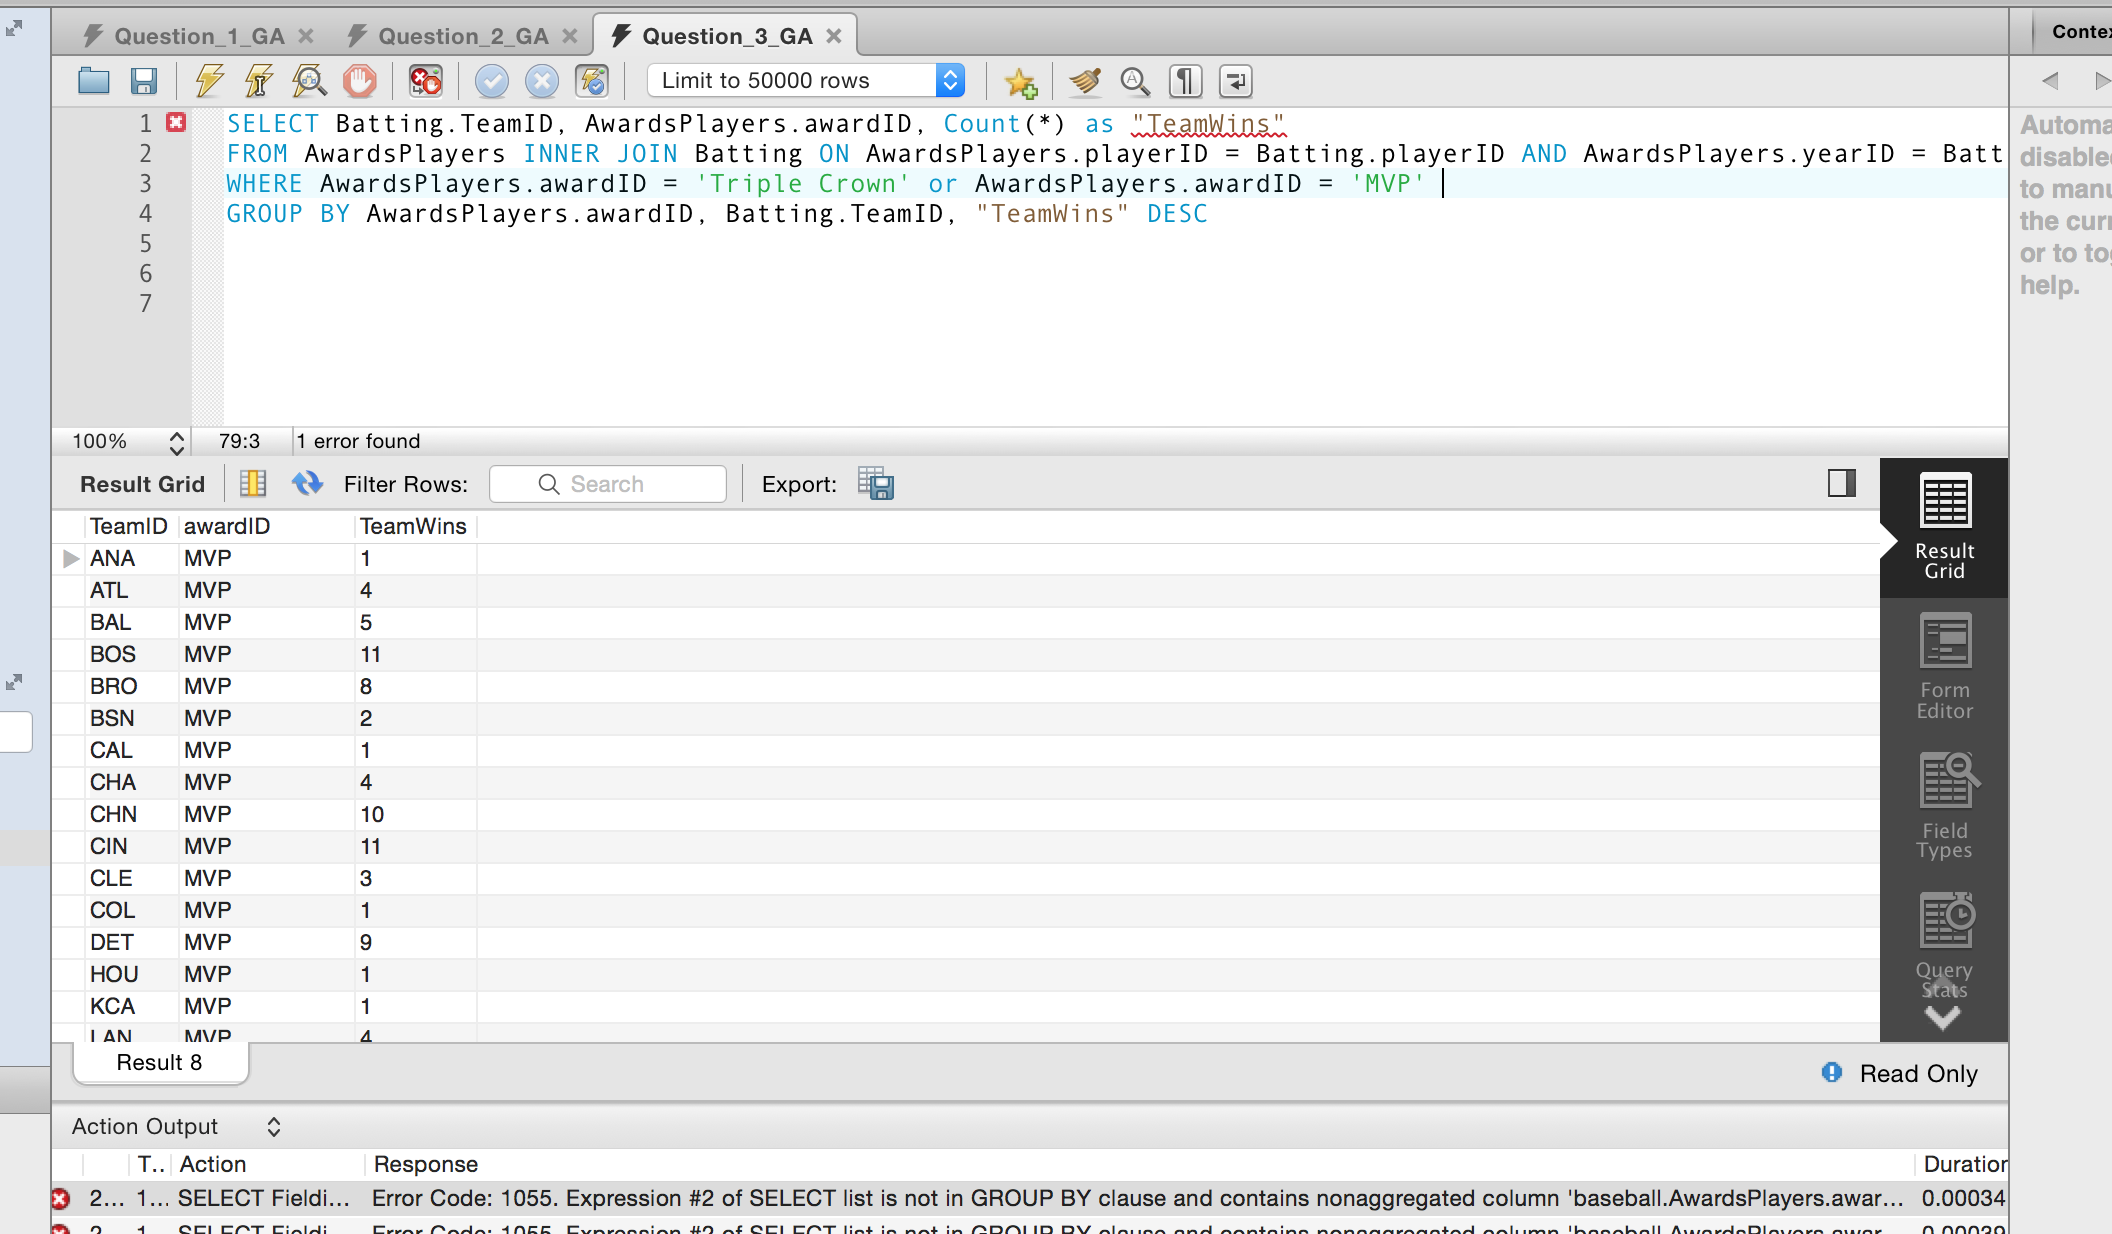 Question_1_GA Question_2_GA Question_3_GA Contex
Limit to 50000 rows
1 SELECT Batting.TeamID, AwardsPlayers.awardID, Count(*) as "TeamWins"
2 FROM AwardsPlayers INNER JOIN Batting ON AwardsPlayers.playerID = Batting.playerID AND AwardsPlayers.yearID = Batt
3 WHERE AwardsPlayers.awardID = 'Triple Crown' or AwardsPlayers.awardID = 'MVP'
4 GROUP BY AwardsPlayers.awardID, Batting.TeamID, "TeamWins" DESC
5
6
7
Automa
disable
to manu
the curr
or to tog
help.
100% 79:3 1 error found
Result Grid Filter Rows: Search Export:
TeamID awardID TeamWins
ANA MVP 1
ATL MVP 4
BAL MVP 5
BOS MVP 11
BRO MVP 8
BSN MVP 2
CAL MVP 1
CHA MVP 4
CHN MVP 10
CIN MVP 11
CLE MVP 3
COL MVP 1
DET MVP 9
HOU MVP 1
KCA MVP 1
LAN MVP 4
Result
Grid
Form
Editor
Field
Types
Query
Stats
Result 8 Read Only
Action Output
T.. Action Response Duration
2... 1... SELECT Fieldi... Error Code: 1055. Expression #2 of SELECT list is not in GROUP BY clause and contains nonaggregated column 'baseball.AwardsPlayers.awar... 0.00034
2 1 SELECT Fieldi Error Code: 1055. Expression #2 of SELECT list is not in GROUP BY clause and contains nonaggregated column 'baseball.AwardsPlayers.awar 0.00039